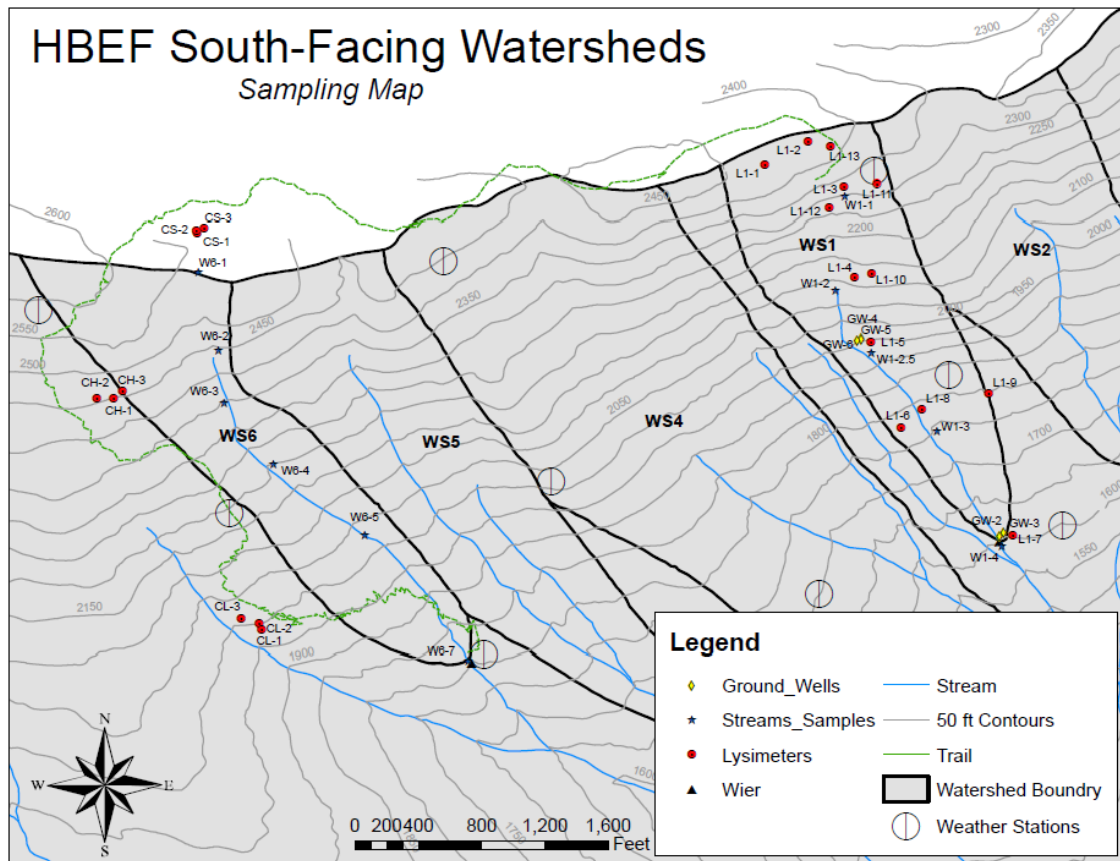 HBEF South-Facing Watersheds
Sampling Map
2300
2350
2400
2300
2250
2100
2050
2000
L1-2
L1-13
L1-1
L1-3
L1-11
W1-1
L1-12
2450
2200
WS1
WS2
2600
CS-3
CS-2
CS-1
W6-1
L1-4
L1-10
W1-2
1950
2000
2350
2450
2550
2500
W6-2
GW-4
GW-5
GW-6
L1-5
W1-2.5
CH-2
CH-3
CH-1
W6-3
L1-9
L1-8
L1-6
W1-3
2050
1800
1700
WS6
WS5
WS4
W6-4
1600
W6-5
GW-2
GW-3
L1-7
W1-4
1550
2150
CL-3
CL-2
CL-1
1900
W6-7
1600
1750
1850
N
W
E
S
0 200400 800 1,200 1,600
Feet
Legend
Ground_Wells
Stream
Streams_Samples
50 ft Contours
Lysimeters
Trail
Wier
Watershed Boundry
Weather Stations